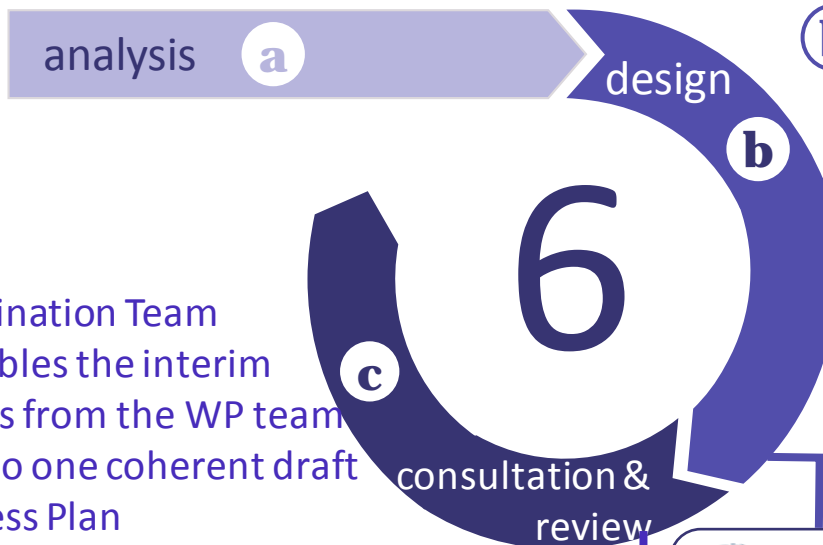 analysis a
design
b
6
c
ination Team
bles the interim
s from the WP team
o one coherent draft
ess Plan
consultation &
review